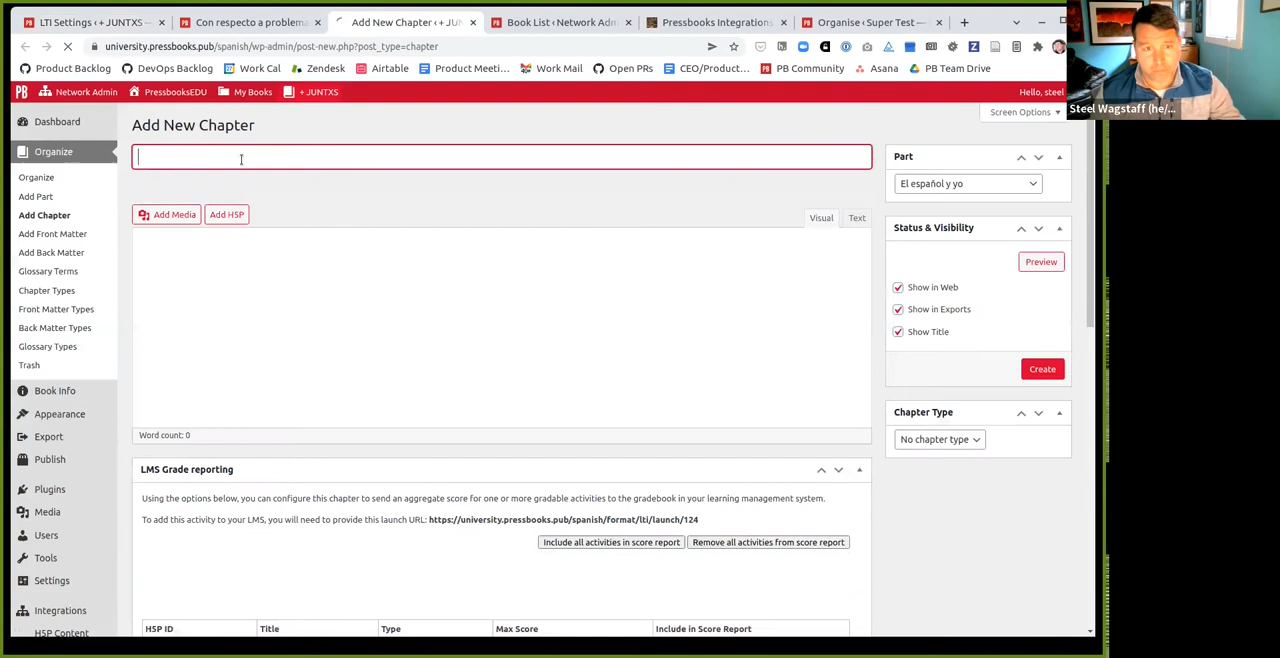 LTI Settings ‹ + JUNTXS —
Con respecto a problema
Add New Chapter ‹ + JUN
Book List ‹ Network Admi
Pressbooks Integrations
Organise ‹ Super Test —
university.pressbooks.pub/spanish/wp-admin/post-new.php?post_type=chapter
Product Backlog
DevOps Backlog
Work Cal
Zendesk
Airtable
Product Meeti...
Work Mail
Open PRs
CEO/Product...
PB Community
Asana
PB Team Drive
PB
Network Admin
PressbooksEDU
My Books
+ JUNTXS
Hello, steel
Steel Wagstaff (he/...
Dashboard
Organize
Organize
Add Part
Add Chapter
Add Front Matter
Add Back Matter
Glossary Terms
Chapter Types
Front Matter Types
Back Matter Types
Glossary Types
Trash
Book Info
Appearance
Export
Publish
Plugins
Media
Users
Tools
Settings
Integrations
H5P Content
Add New Chapter
Screen Options
Add Media
Add H5P
Visual
Text
Word count: 0
LMS Grade reporting
Using the options below, you can configure this chapter to send an aggregate score for one or more gradable activities to the gradebook in your learning management system.
To add this activity to your LMS, you will need to provide this launch URL: https://university.pressbooks.pub/spanish/format/lti/launch/124
Include all activities in score report
Remove all activities from score report
H5P ID
Title
Type
Max Score
Include in Score Report
Part
El español y yo
Status & Visibility
Preview
Show in Web
Show in Exports
Show Title
Create
Chapter Type
No chapter type